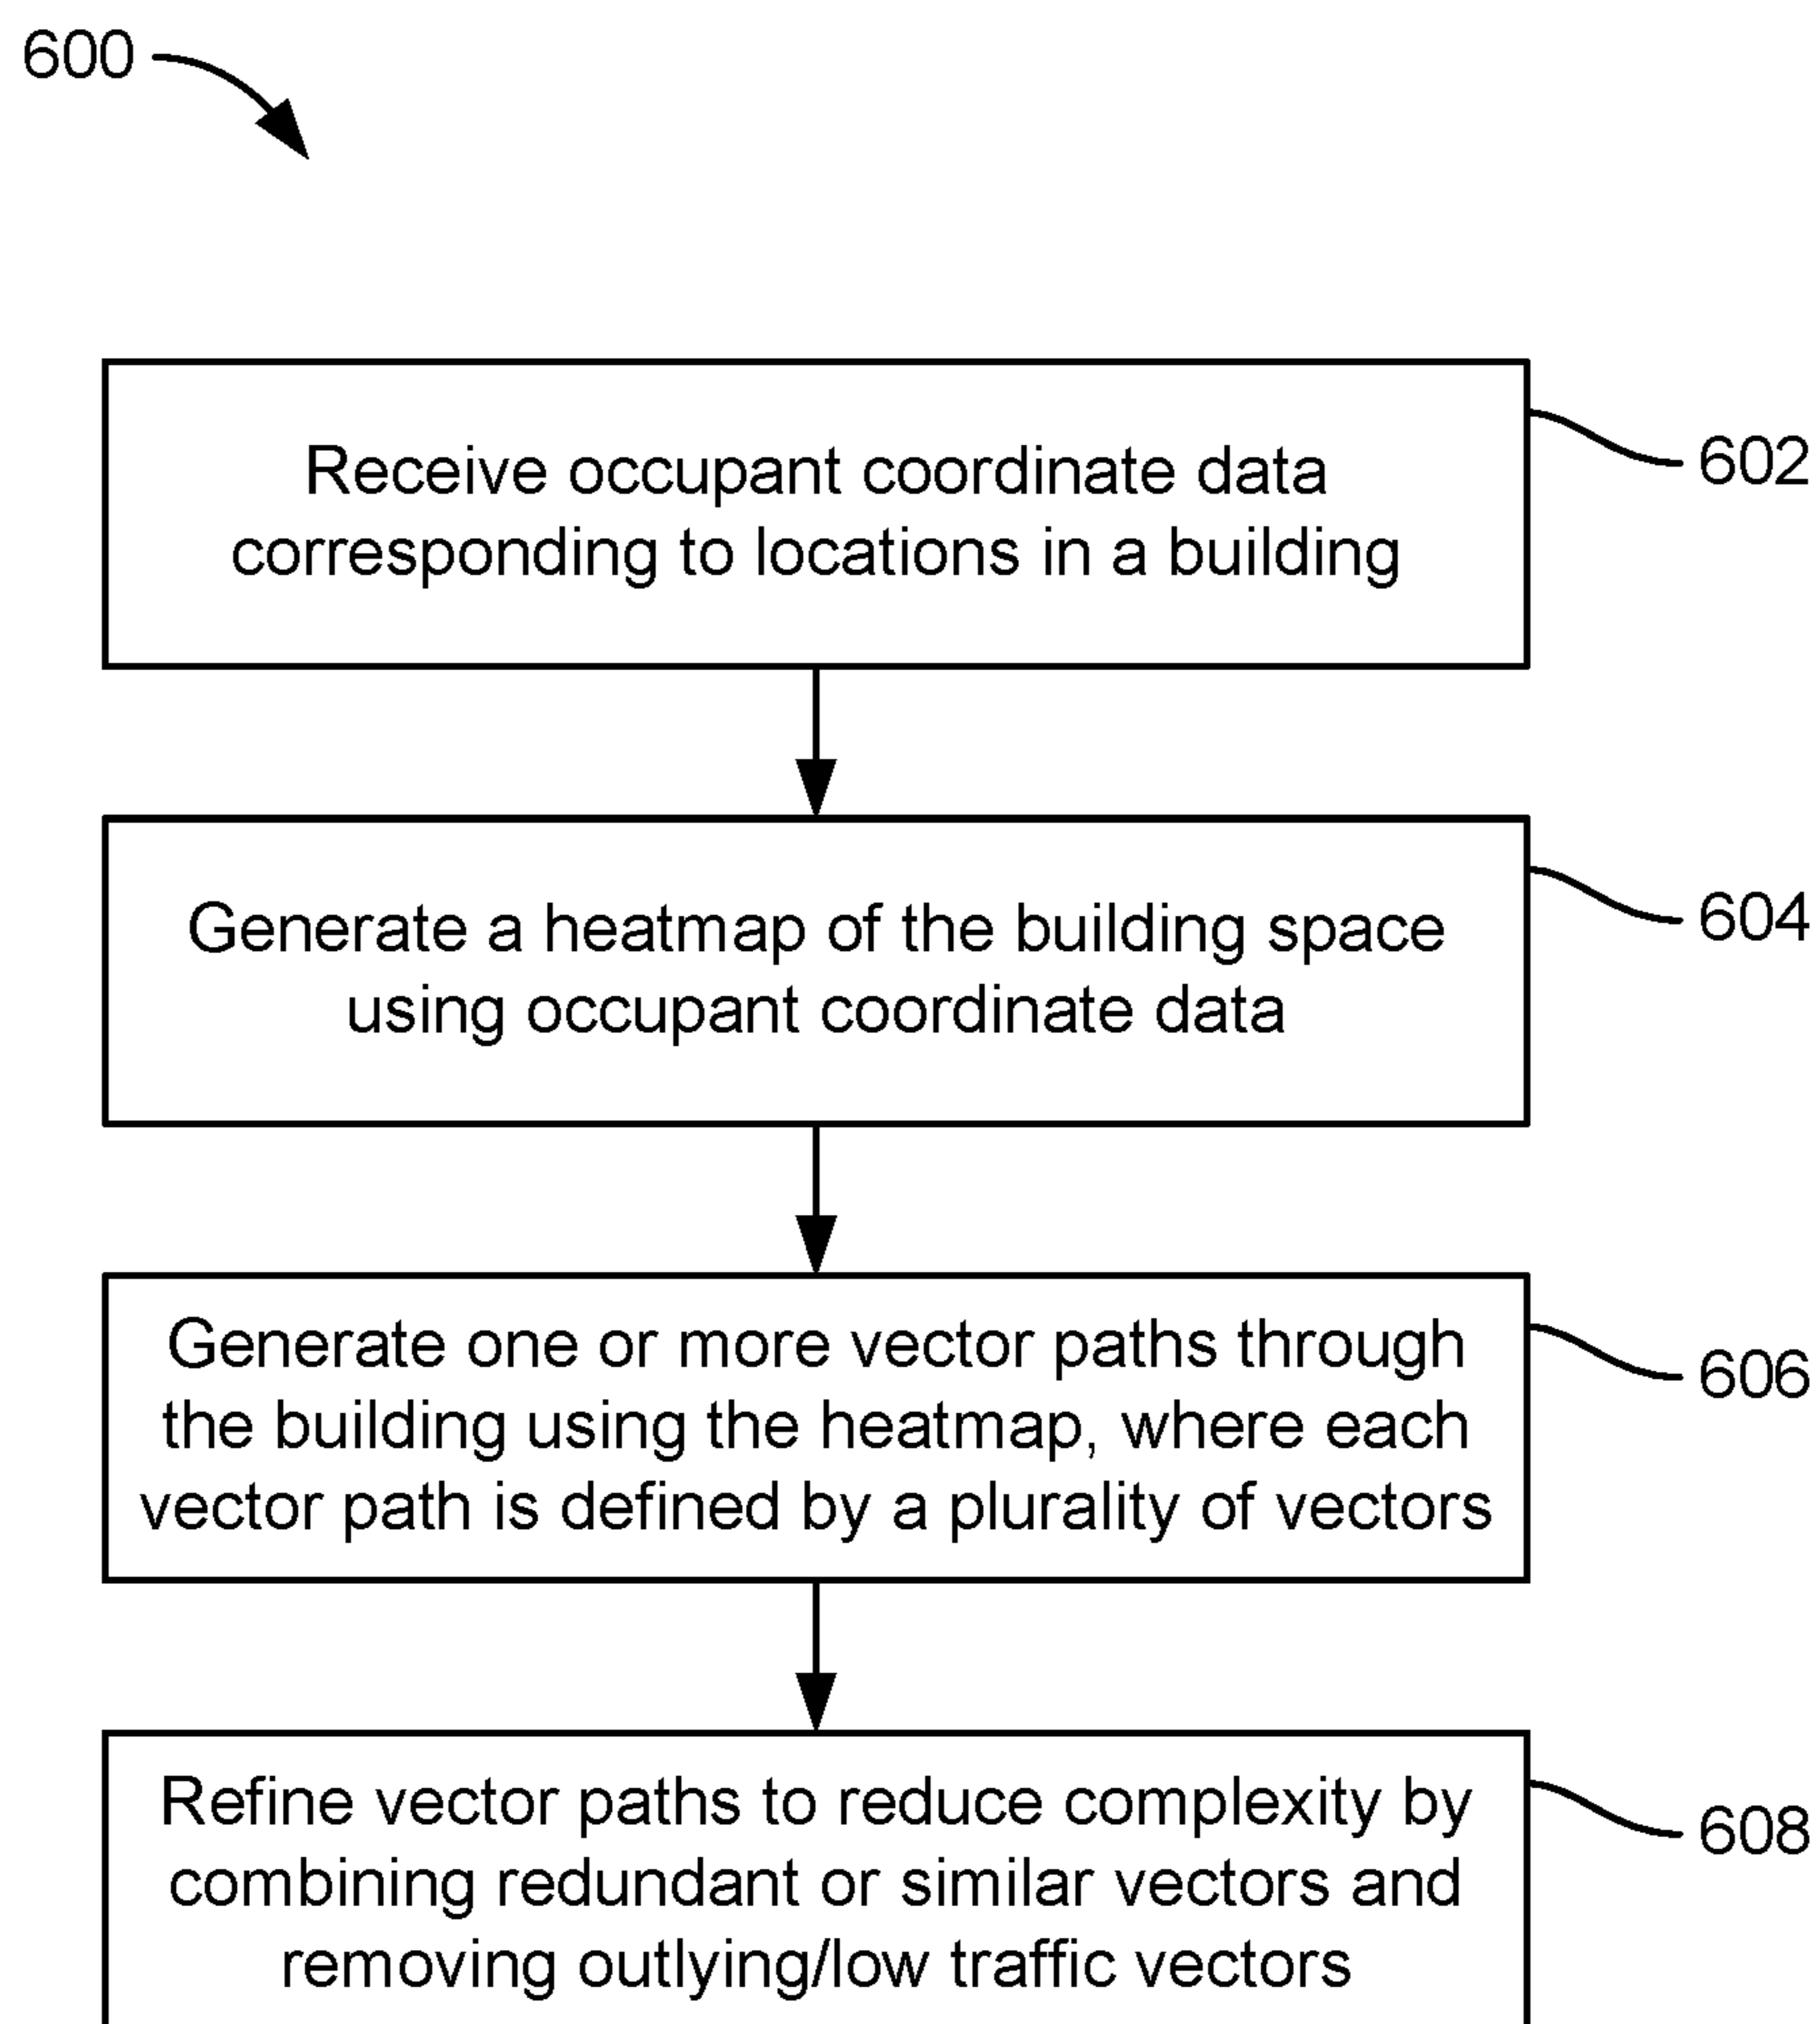 600
Receive occupant coordinate data
corresponding to locations in a building
602
Generate a heatmap of the building space
using occupant coordinate data
604
Generate one or more vector paths through
the building using the heatmap, where each
vector path is defined by a plurality of vectors
606
Refine vector paths to reduce complexity by
combining redundant or similar vectors and
removing outlying/low traffic vectors
608